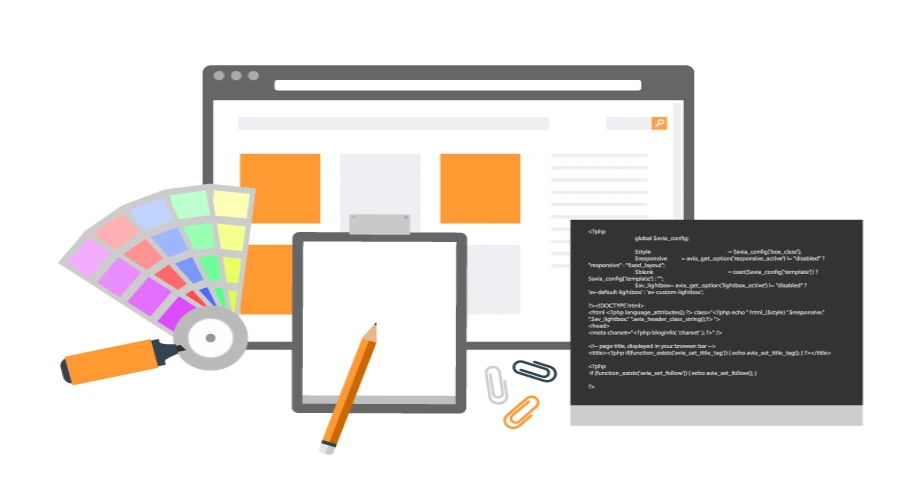 <?php
global $avia_config;
$style = $avia_config['box_class'];
$responsive = avia_get_option('responsive_active') != "disabled" ?
"responsive" : "fixed_layout";
$blank = isset($avia_config['template']) ?
$avia_config['template'] : "";
$av_lightbox= avia_get_option('lightbox_active') != "disabled" ?
'av-default-lightbox' : 'av-custom-lightbox';
?><!DOCTYPE html>
<html <?php language_attributes(); ?> class="<?php echo " html_{$style} ".$responsive."
".$av_lightbox." ".avia_header_class_string();?> ">
<head>
<meta charset="<?php bloginfo( 'charset' ); ?>" />
<!-- page title, displayed in your browser bar -->
<title><?php if(function_exists('avia_set_title_tag')) { echo avia_set_title_tag(); } ?></title>
<?php
if (function_exists('avia_set_follow')) { echo avia_set_follow(); }
?>